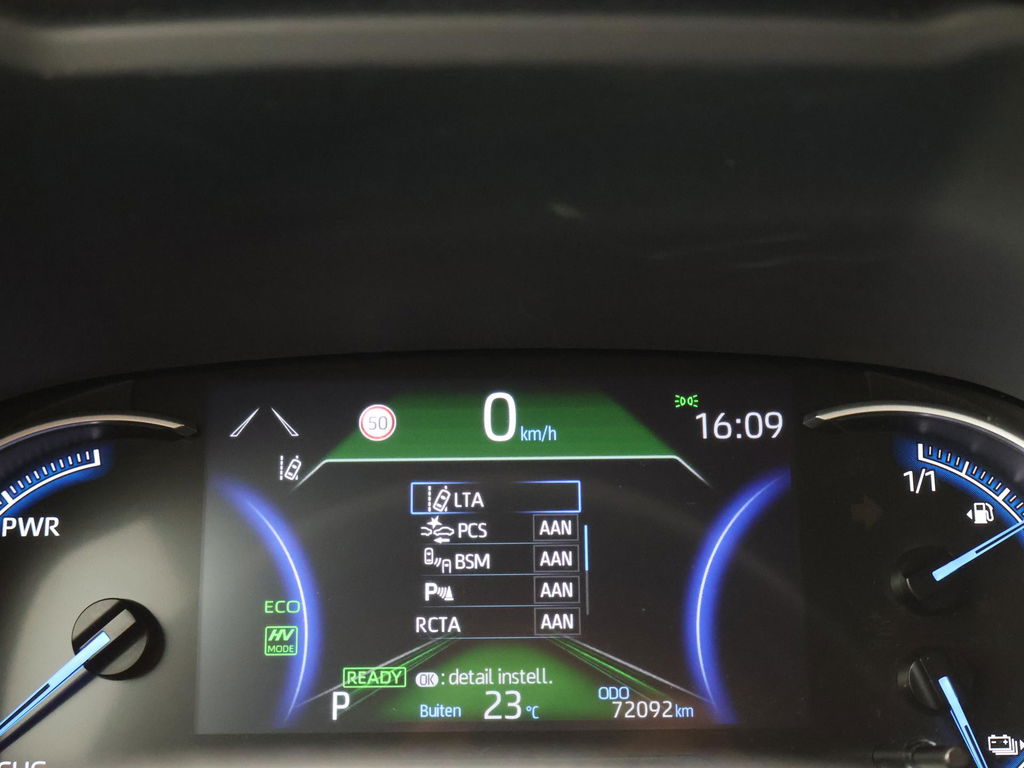 50
0 km/h
16:09
1/1
LTA
PWR
PCS AAN
BSM AAN
P AAN
RCTA AAN
ECO
HV
MODE
READY
OK : detail instell.
P
Buiten 23 °C
ODO
72092 km